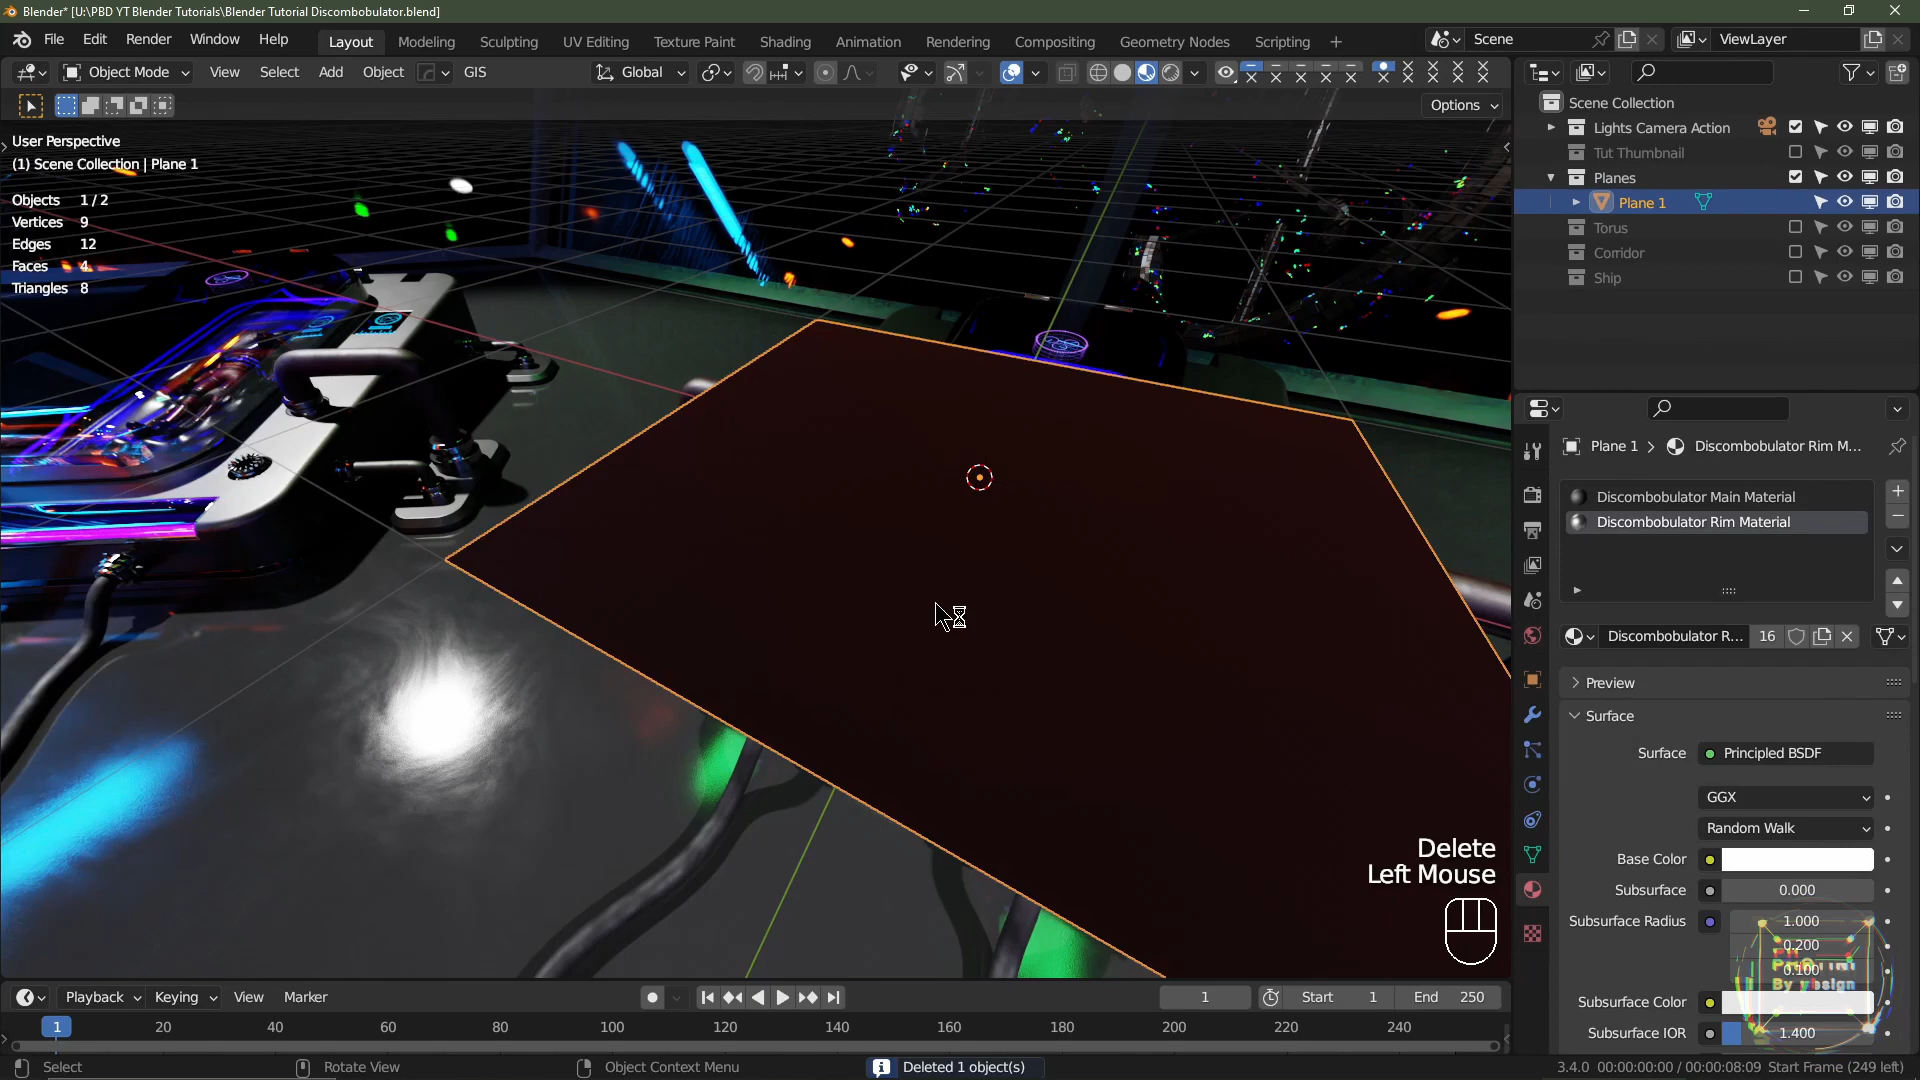 Blender* [U:\PBD YT Blender Tutorials\Blender Tutorial Discombobulator.blend]
File Edit Render Window Help Layout Modeling Sculpting UV Editing Texture Paint Shading Animation Rendering Compositing Geometry Nodes Scripting + Scene ViewLayer
Object Mode View Select Add Object GIS Global
Options
User Perspective
(1) Scene Collection | Plane 1
Objects 1 / 2
Vertices 9
Edges 12
Faces 4
Triangles 8
Delete
Left Mouse
Scene Collection
Lights Camera Action
Tut Thumbnail
Planes
Plane 1
Torus
Corridor
Ship
Plane 1 > Discombobulator Rim M...
Discombobulator Main Material
Discombobulator Rim Material
Discombobulator R... 16
Preview
Surface
Surface Principled BSDF
GGX
Random Walk
Base Color
Subsurface 0.000
Subsurface Radius 1.000
0.200
0.100
By Design
Subsurface Color
Subsurface IOR 1.400
Playback Keying View Marker 1 Start 1 End 250
1 20 40 60 80 100 120 140 160 180 200 220 240
Select Rotate View Object Context Menu Deleted 1 object(s) 3.4.0 00:00:00:00 / 00:00:08:09 Start Frame (249 left)